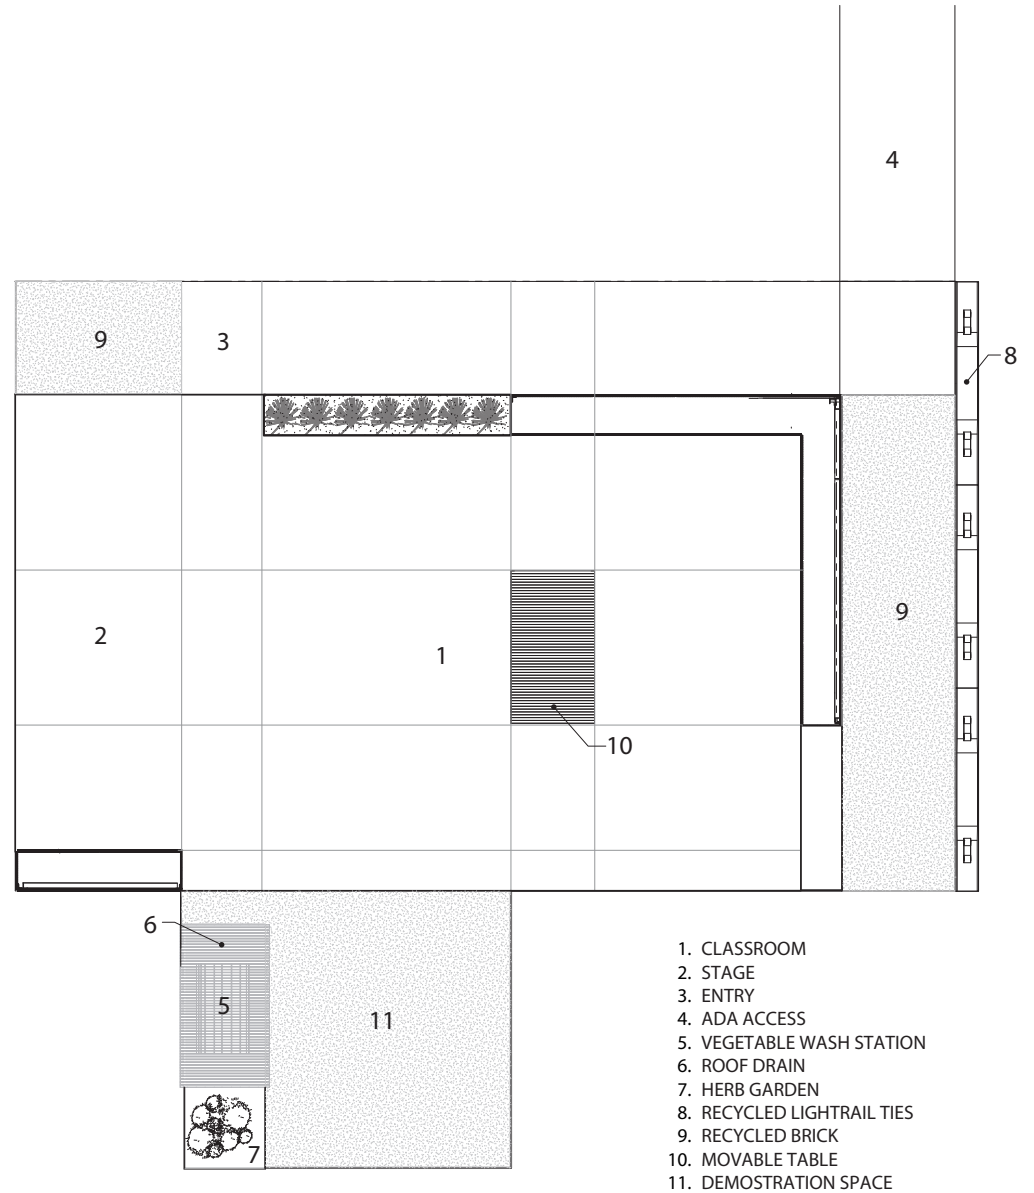 4
9
3
8
9
2
1
10
6
5
11
7
1. CLASSROOM
2. STAGE
3. ENTRY
4. ADA ACCESS
5. VEGETABLE WASH STATION
6. ROOF DRAIN
7. HERB GARDEN
8. RECYCLED LIGHTRAIL TIES
9. RECYCLED BRICK
10. MOVABLE TABLE
11. DEMOSTRATION SPACE